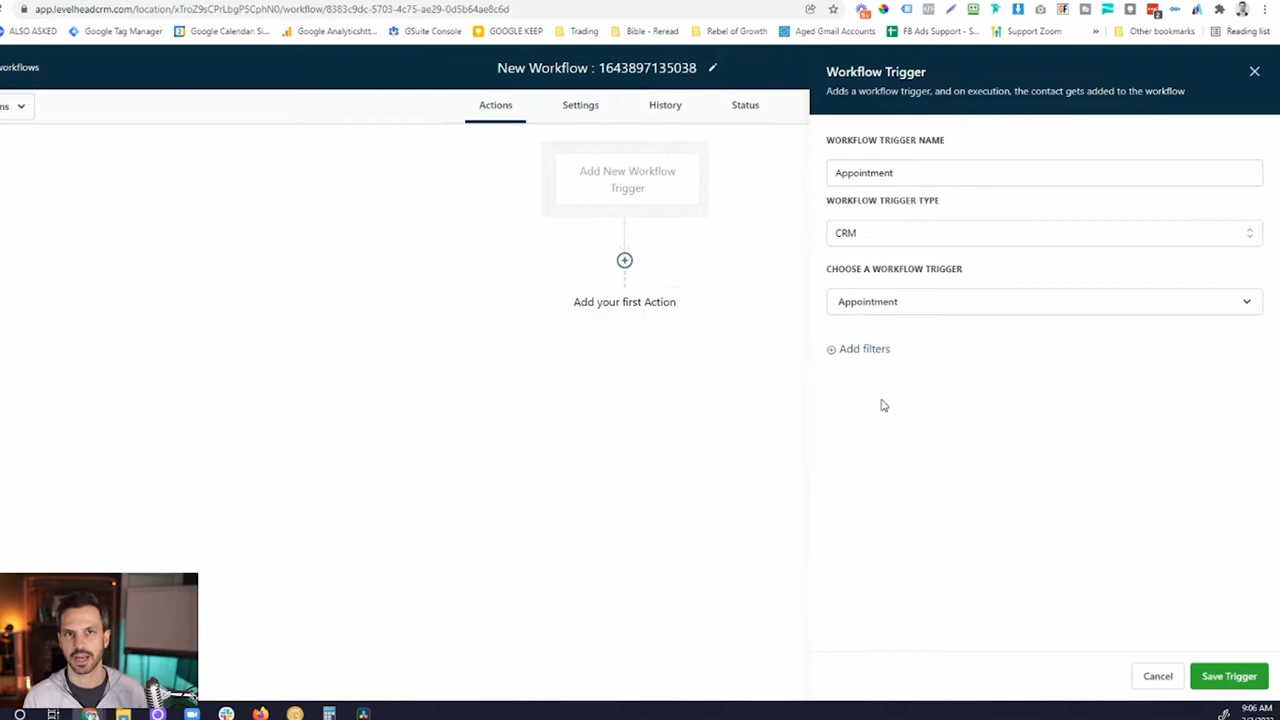 app.levelheadcrm.com/location/xTroZ9sCPrLbgP5CphN0/workflow/8383c9dc-5703-4c75-ae29-0d5b64ae8c6d
ALSO ASKED
Google Tag Manager
Google Calendar: Si...
Google Analyticshtt...
GSuite Console
GOOGLE KEEP
Trading
Bible - Reread
Rebel of Growth
Aged Gmail Accounts
FB Ads Support - S...
Support Zoom
»
Other bookmarks
Reading list
workflows
New Workflow : 1643897135038
Workflow Trigger
Adds a workflow trigger, and on execution, the contact gets added to the workflow
ns
Actions
Settings
History
Status
WORKFLOW TRIGGER NAME
Appointment
WORKFLOW TRIGGER TYPE
CRM
CHOOSE A WORKFLOW TRIGGER
Appointment
Add filters
Add New Workflow
Trigger
Add your first Action
Cancel
Save Trigger
9:06 AM